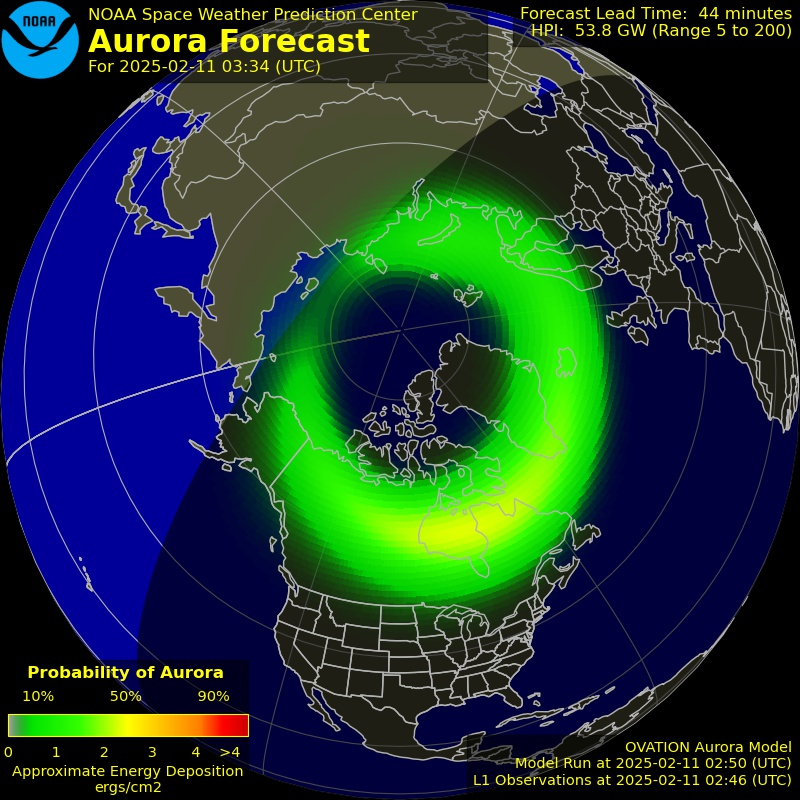 NOAA
NOAA Space Weather Prediction Center
Aurora Forecast
For 2025-02-11 03:34 (UTC)
Forecast Lead Time: 44 minutes
HPI: 53.8 GW (Range 5 to 200)
Probability of Aurora
10% 50% 90%
0 1 2 3 4 >4
Approximate Energy Deposition
ergs/cm2
OVATION Aurora Model
Model Run at 2025-02-11 02:50 (UTC)
L1 Observations at 2025-02-11 02:46 (UTC)